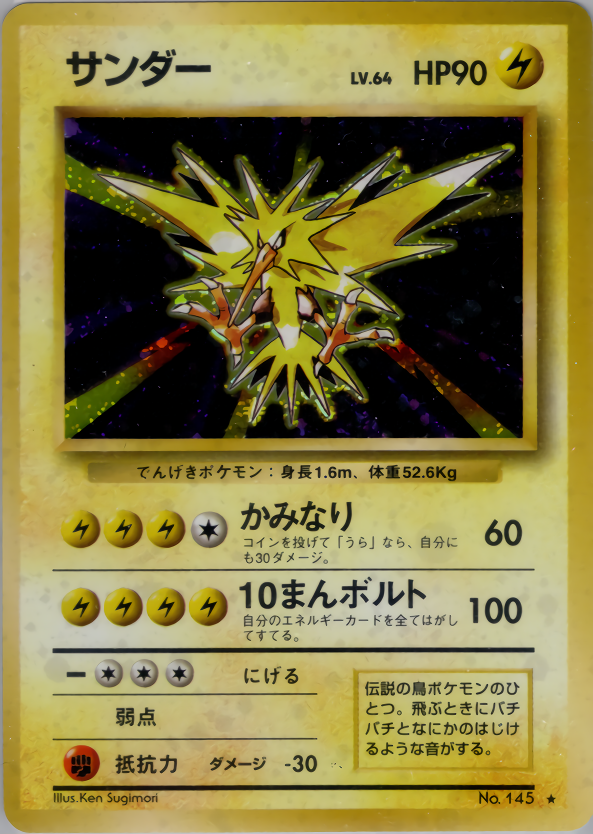 サンダー LV.64 HP90
でんげきポケモン：身長1.6m、体重52.6Kg
かみなり 60
コインを投げて「うら」なら、自分に
も30ダメージ。
10まんボルト 100
自分のエネルギーカードを全てはがし
てすてる。
にげる
弱点
抵抗力 ダメージ -30
伝説の鳥ポケモンのひ
とつ。飛ぶときにバチ
バチとなにかのはじけ
るような音がする。
Illus.Ken Sugimori No.145 ★